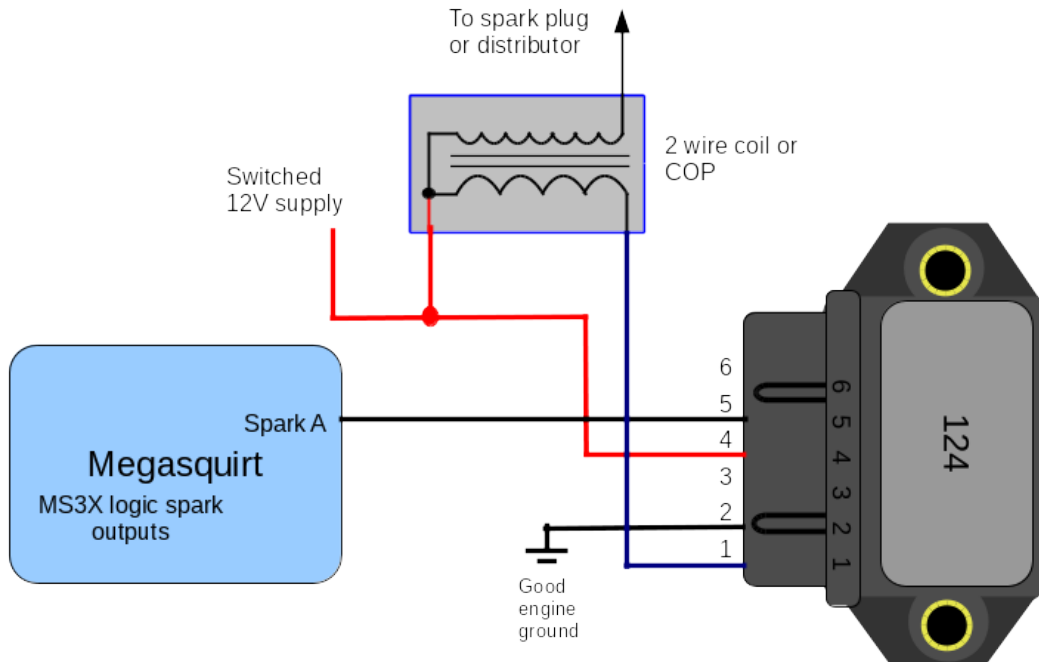 To spark plug
or distributor
2 wire coil or
COP
Switched
12V supply
Spark A
Megasquirt
MS3X logic spark
outputs
6
5
4
3
2
1
Good
engine
ground
6
5
4
3
2
1
124